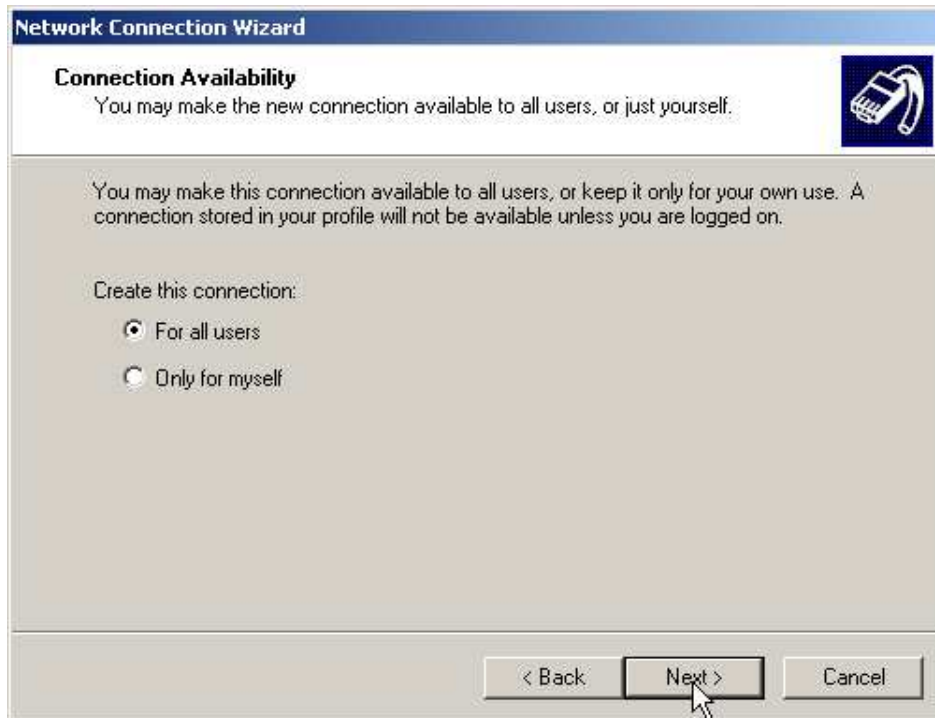 Network Connection Wizard
Connection Availability
You may make the new connection available to all users, or just yourself.
You may make this connection available to all users, or keep it only for your own use.  A
connection stored in your profile will not be available unless you are logged on.
Create this connection:
For all users
Only for myself
< Back
Next >
Cancel